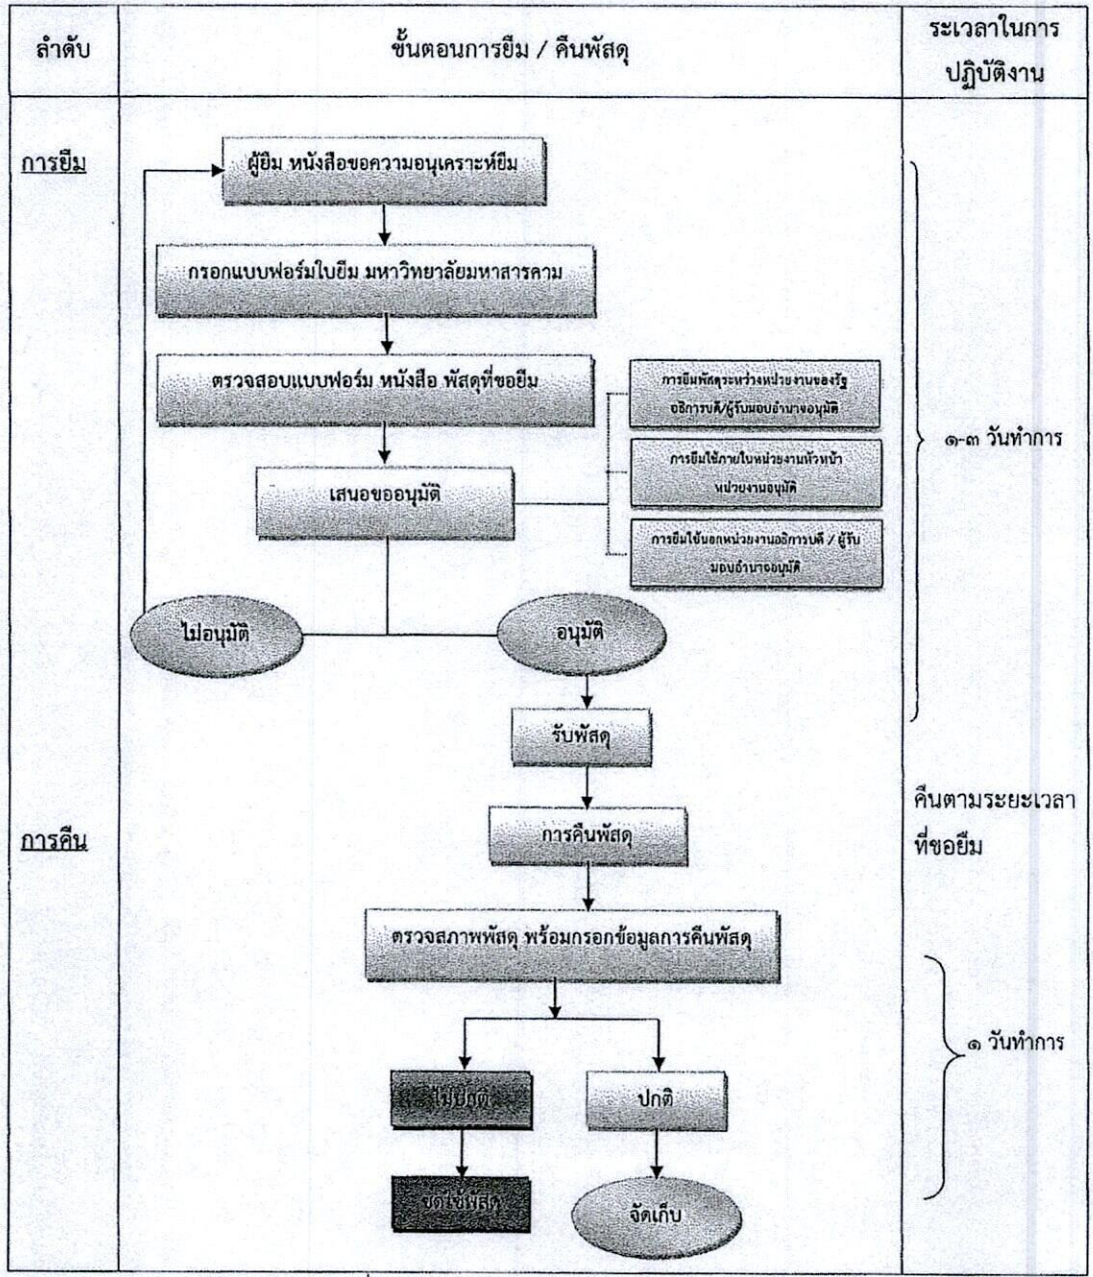 ลำดับ
ขั้นตอนการยืม / คืนพัสดุ
ระเวลาในการ
ปฏิบัติงาน
การยืม
ผู้ยืม หนังสือขอความอนุเคราะห์ยืม
กรอกแบบฟอร์มใบยืม มหาวิทยาลัยมหาสารคาม
ตรวจสอบแบบฟอร์ม หนังสือ พัสดุที่ขอยืม
การยืมพัสดุระหว่างหน่วยงานของรัฐ
อธิการบดี/ผู้รับมอบอำนาจอนุมัติ
การยืมใช้ภายในหน่วยงานหัวหน้า
หน่วยงานอนุมัติ
การยืมใช้นอกหน่วยงานอธิการบดี / ผู้รับ
มอบอำนาจอนุมัติ
เสนอขออนุมัติ
๑-๓ วันทำการ
ไม่อนุมัติ
อนุมัติ
รับพัสดุ
การคืน
การคืนพัสดุ
คืนตามระยะเวลา
ที่ขอยืม
ตรวจสภาพพัสดุ พร้อมกรอกข้อมูลการคืนพัสดุ
๑ วันทำการ
ไม่ปกติ
ปกติ
ชดใช้พัสดุ
จัดเก็บ